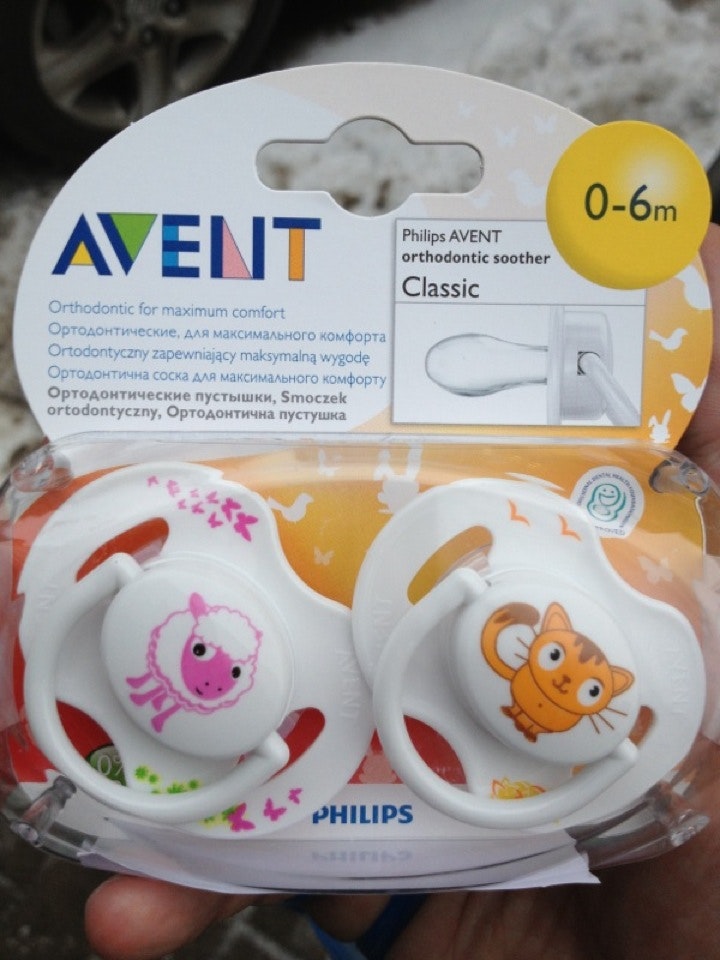 AVENT
0-6m
Philips AVENT
orthodontic soother
Classic
Orthodontic for maximum comfort
Ортодонтические, для максимального комфорта
Ortodontyczny zapewniający maksymalną wygodę
Ортодонтична соска для максимального комфорту
Ортодонтические пустышки, Smoczek
ortodontyczny, Ортодонтична пустушка
0%
PHILIPS